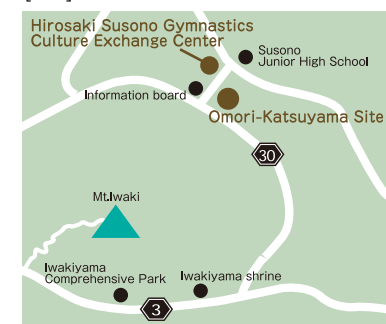 Hirosaki Susono Gymnastics
Culture Exchange Center
Susono
Junior High School
Information board
Omori-Katsuyama Site
30
Mt.Iwaki
Iwakiyama
Comprehensive Park
Iwakiyama shrine
3